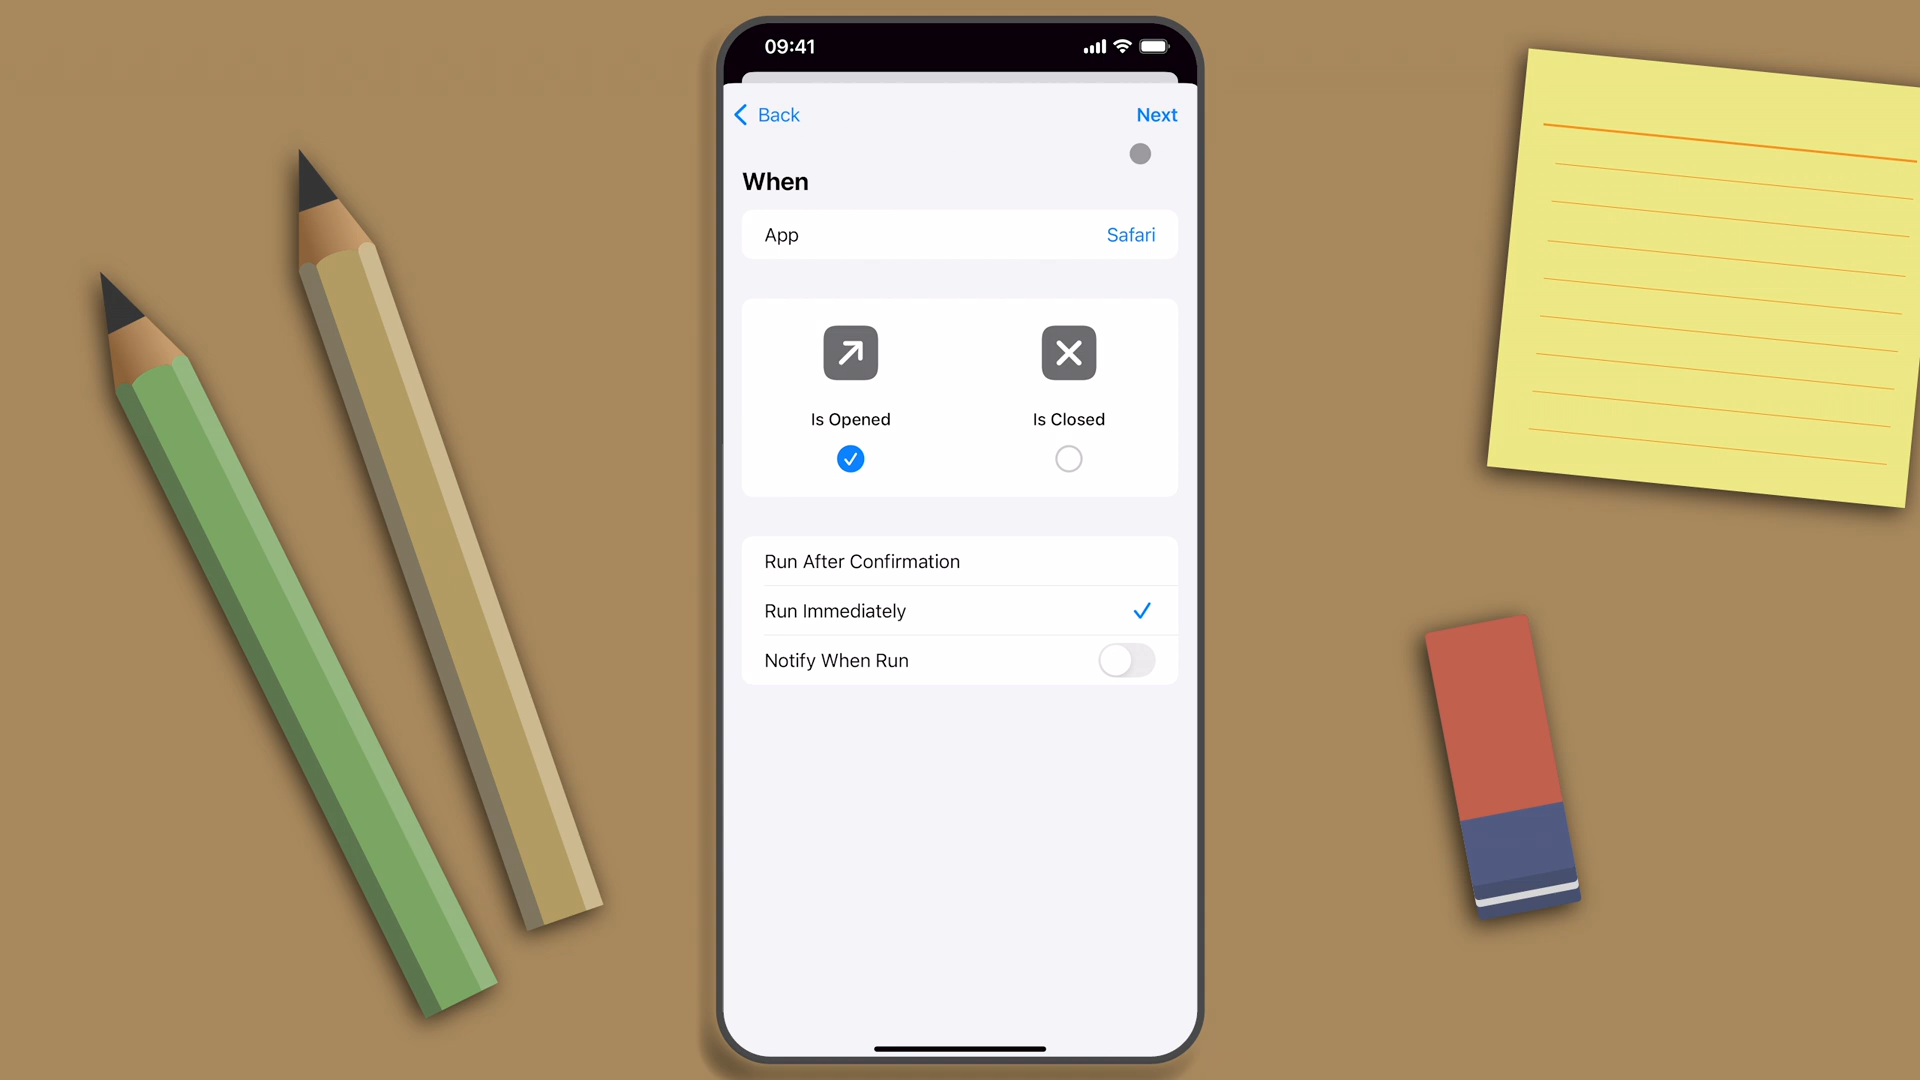 09:41
Back
Next
When
App
Safari
Is Opened
Is Closed
Run After Confirmation
Run Immediately
Notify When Run